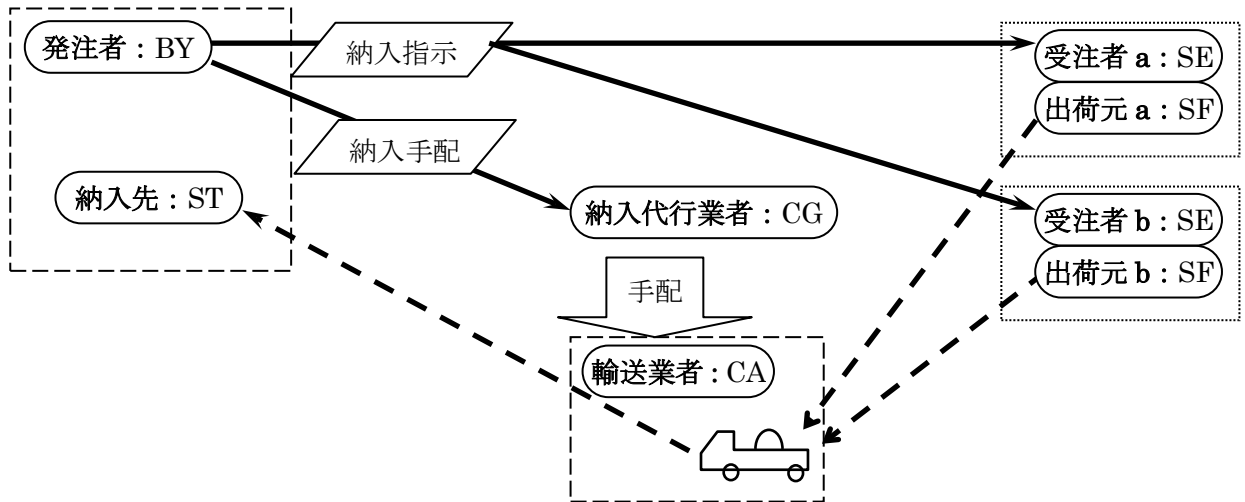 発注者：BY
納入指示
受注者 a：SE
出荷元 a：SF
納入手配
納入先：ST
納入代行業者：CG
受注者 b：SE
出荷元 b：SF
手配
輸送業者：CA